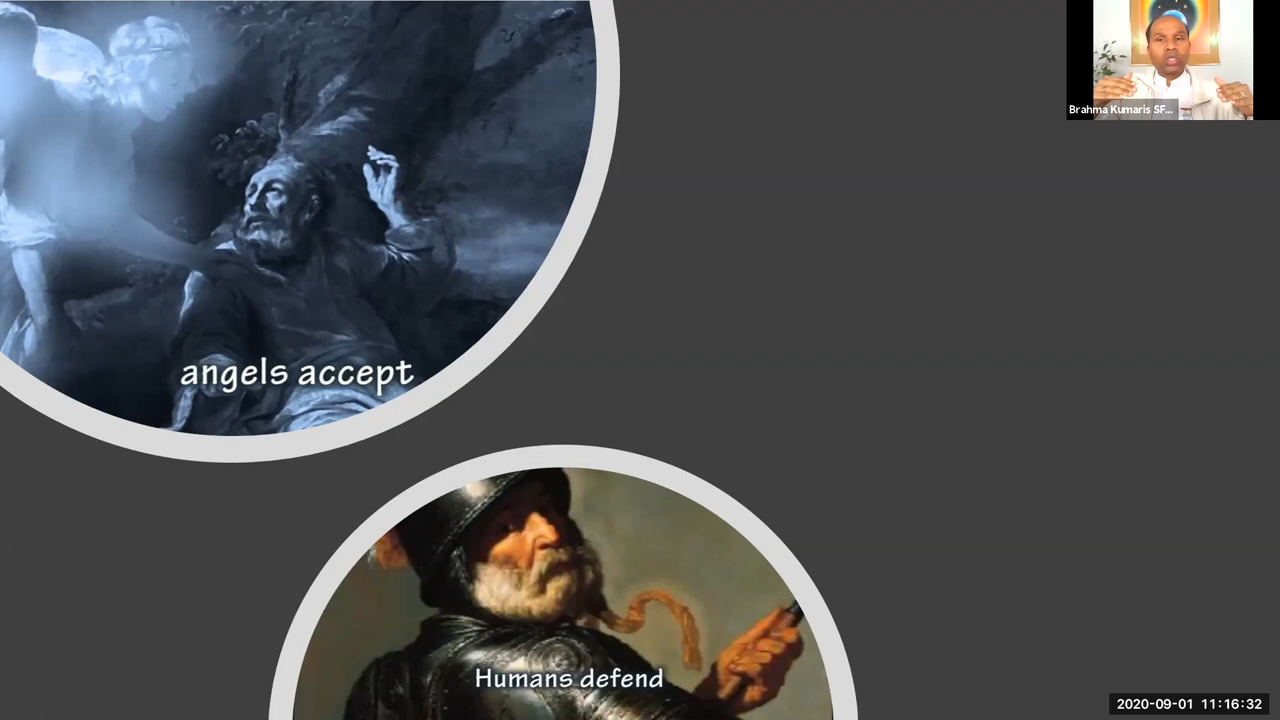 Brahma Kumaris SF...
angels accept
Humans defend
2020-09-01 11:16:32